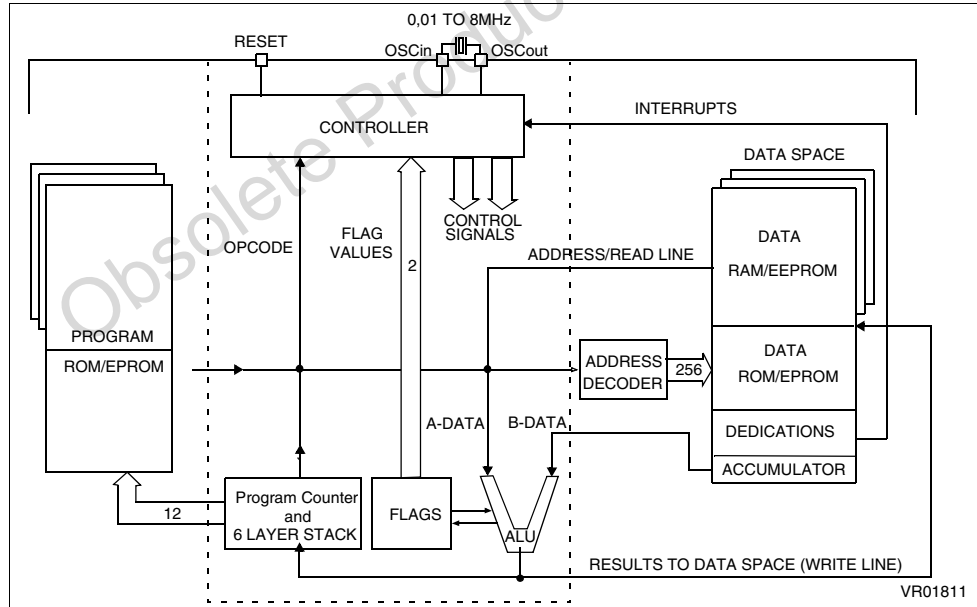 0,01 TO 8MHz
RESET
OSCin
OSCout
INTERRUPTS
CONTROLLER
DATA SPACE
CONTROL
SIGNALS
OPCODE
FLAG
VALUES
2
ADDRESS/READ LINE
DATA
RAM/EEPROM
PROGRAM
ROM/EPROM
ADDRESS
DECODER
256
DATA
ROM/EPROM
A-DATA
B-DATA
DEDICATIONS
ACCUMULATOR
12
Program Counter
and
6 LAYER STACK
FLAGS
ALU
RESULTS TO DATA SPACE (WRITE LINE)
VR01811
Obsolete Produc